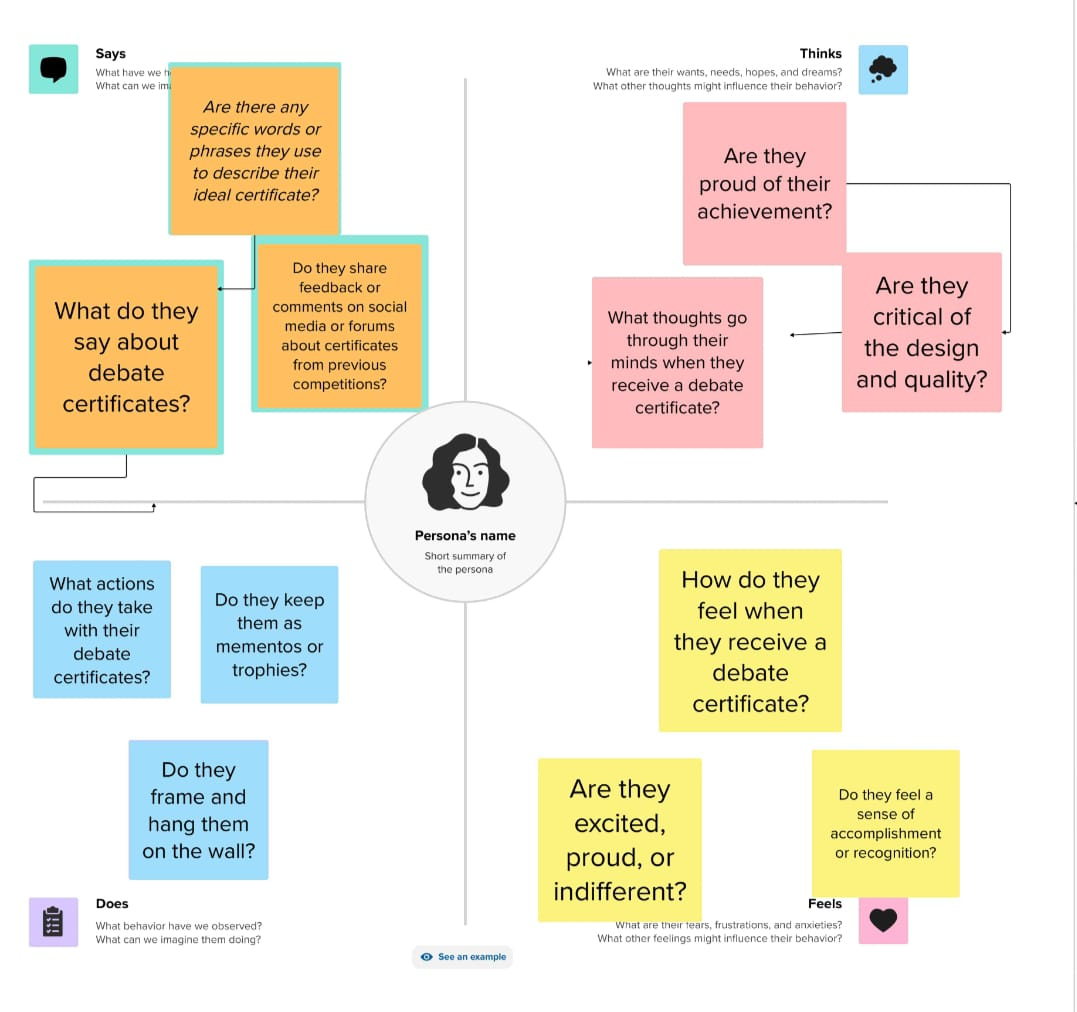 Says
What have we h
What can we im
Are there any
specific words or
phrases they use
to describe their
ideal certificate?
Do they share
feedback or
comments on social
media or forums
about certificates
from previous
competitions?
What do they
say about
debate
certificates?
Thinks
What are their wants, needs, hopes, and dreams?
What other thoughts might influence their behavior?
Are they
proud of their
achievement?
Are they
critical of
the design
and quality?
What thoughts go
through their
minds when they
receive a debate
certificate?
Persona's name
Short summary of
the persona
What actions
do they take
with their
debate
certificates?
Do they keep
them as
mementos or
trophies?
Do they
frame and
hang them
on the wall?
Does
What behavior have we observed?
What can we imagine them doing?
How do they
feel when
they receive a
debate
certificate?
Are they
excited,
proud, or
indifferent?
Do they feel a
sense of
accomplishment
or recognition?
Feels
What are their fears, frustrations, and anxieties?
What other feelings might influence their behavior?
See an example